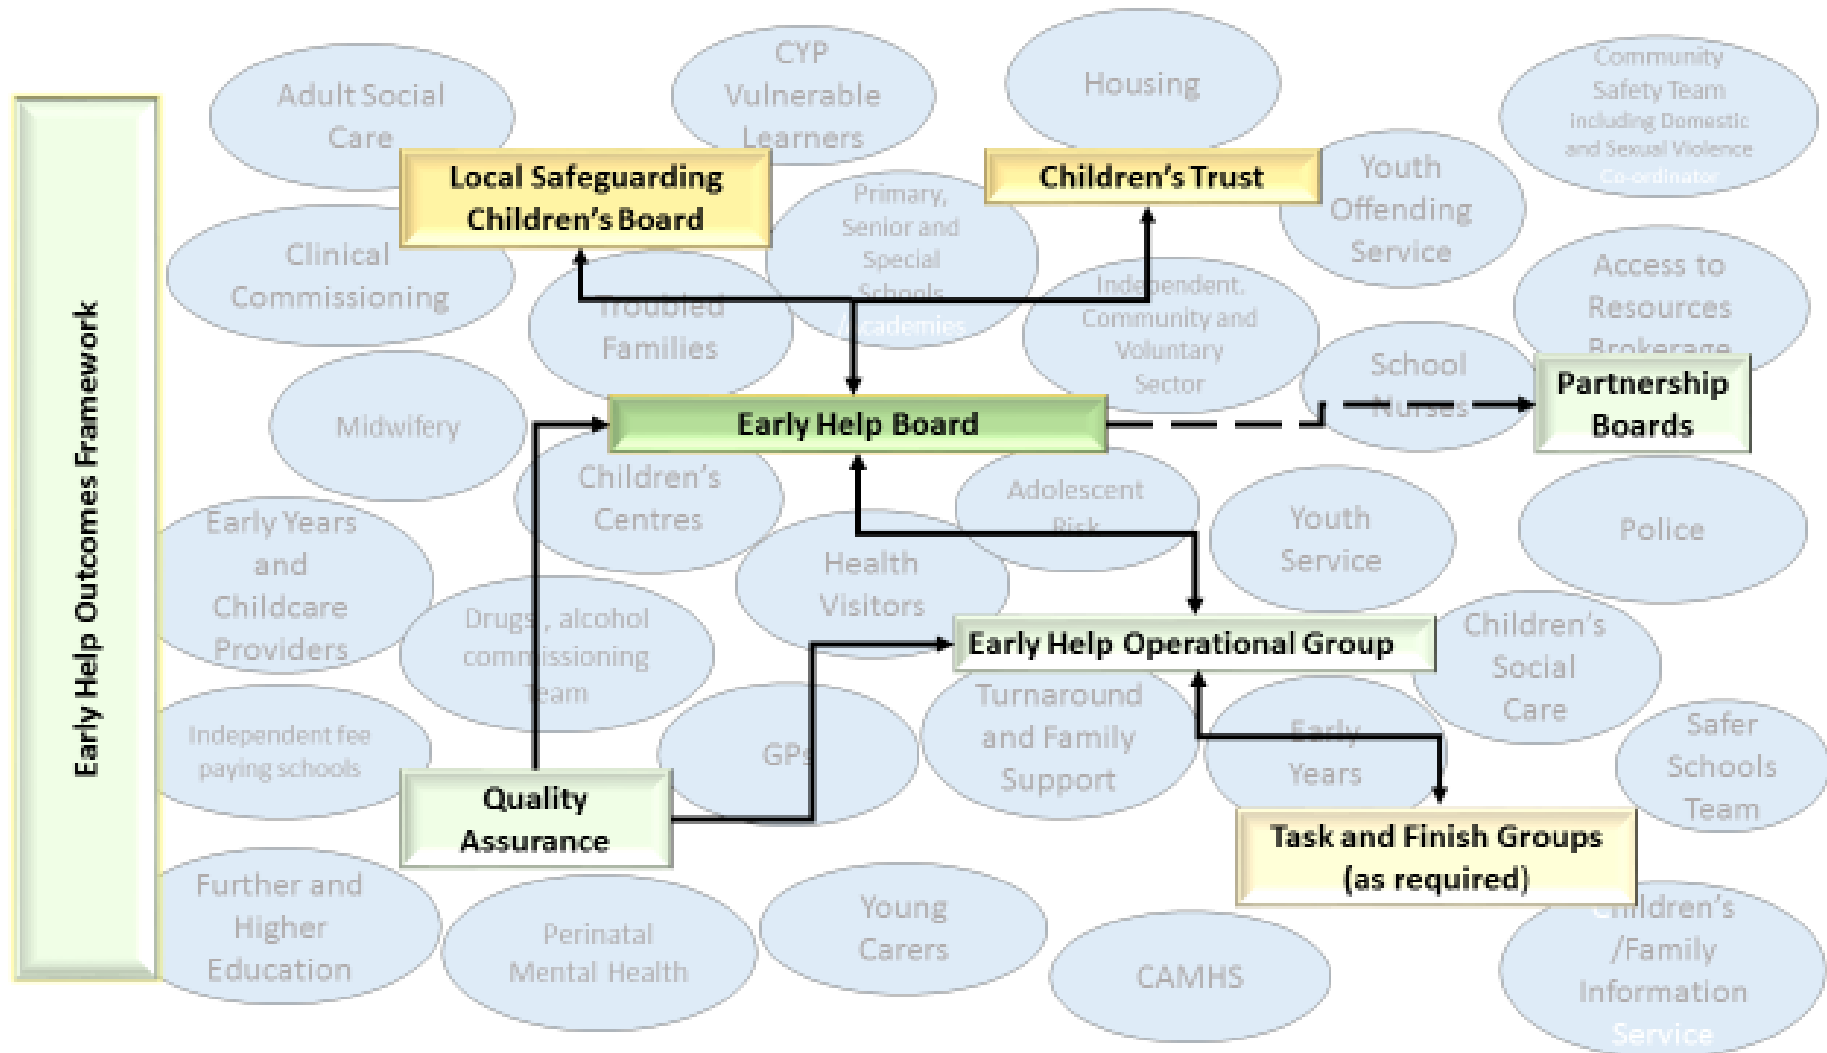 Early Help Outcomes Framework
Adult Social
Care
CYP
Vulnerable
Learners
Housing
Community
Safety Team
including Domestic
and Sexual Violence
Co-ordinator
Local Safeguarding
Children's Board
Children's Trust
Youth
Offending
Service
Primary,
Senior and
Special
Schools
/Academies
Clinical
Commissioning
Troubled
Families
Independent.
Community and
Voluntary
Sector
Access to
Resources
Brokerage
School
Nurses
Partnership
Boards
Midwifery
Early Help Board
Children's
Centres
Adolescent
Risk
Youth
Service
Police
Early Years
and
Childcare
Providers
Health
Visitors
Drugs , alcohol
commissioning
Team
Early Help Operational Group
Children's
Social
Care
Independent fee
paying schools
GPs
Turnaround
and Family
Support
Early
Years
Safer
Schools
Team
Quality
Assurance
Task and Finish Groups
(as required)
Further and
Higher
Education
Perinatal
Mental Health
Young
Carers
CAMHS
Children's
/Family
Information
Service